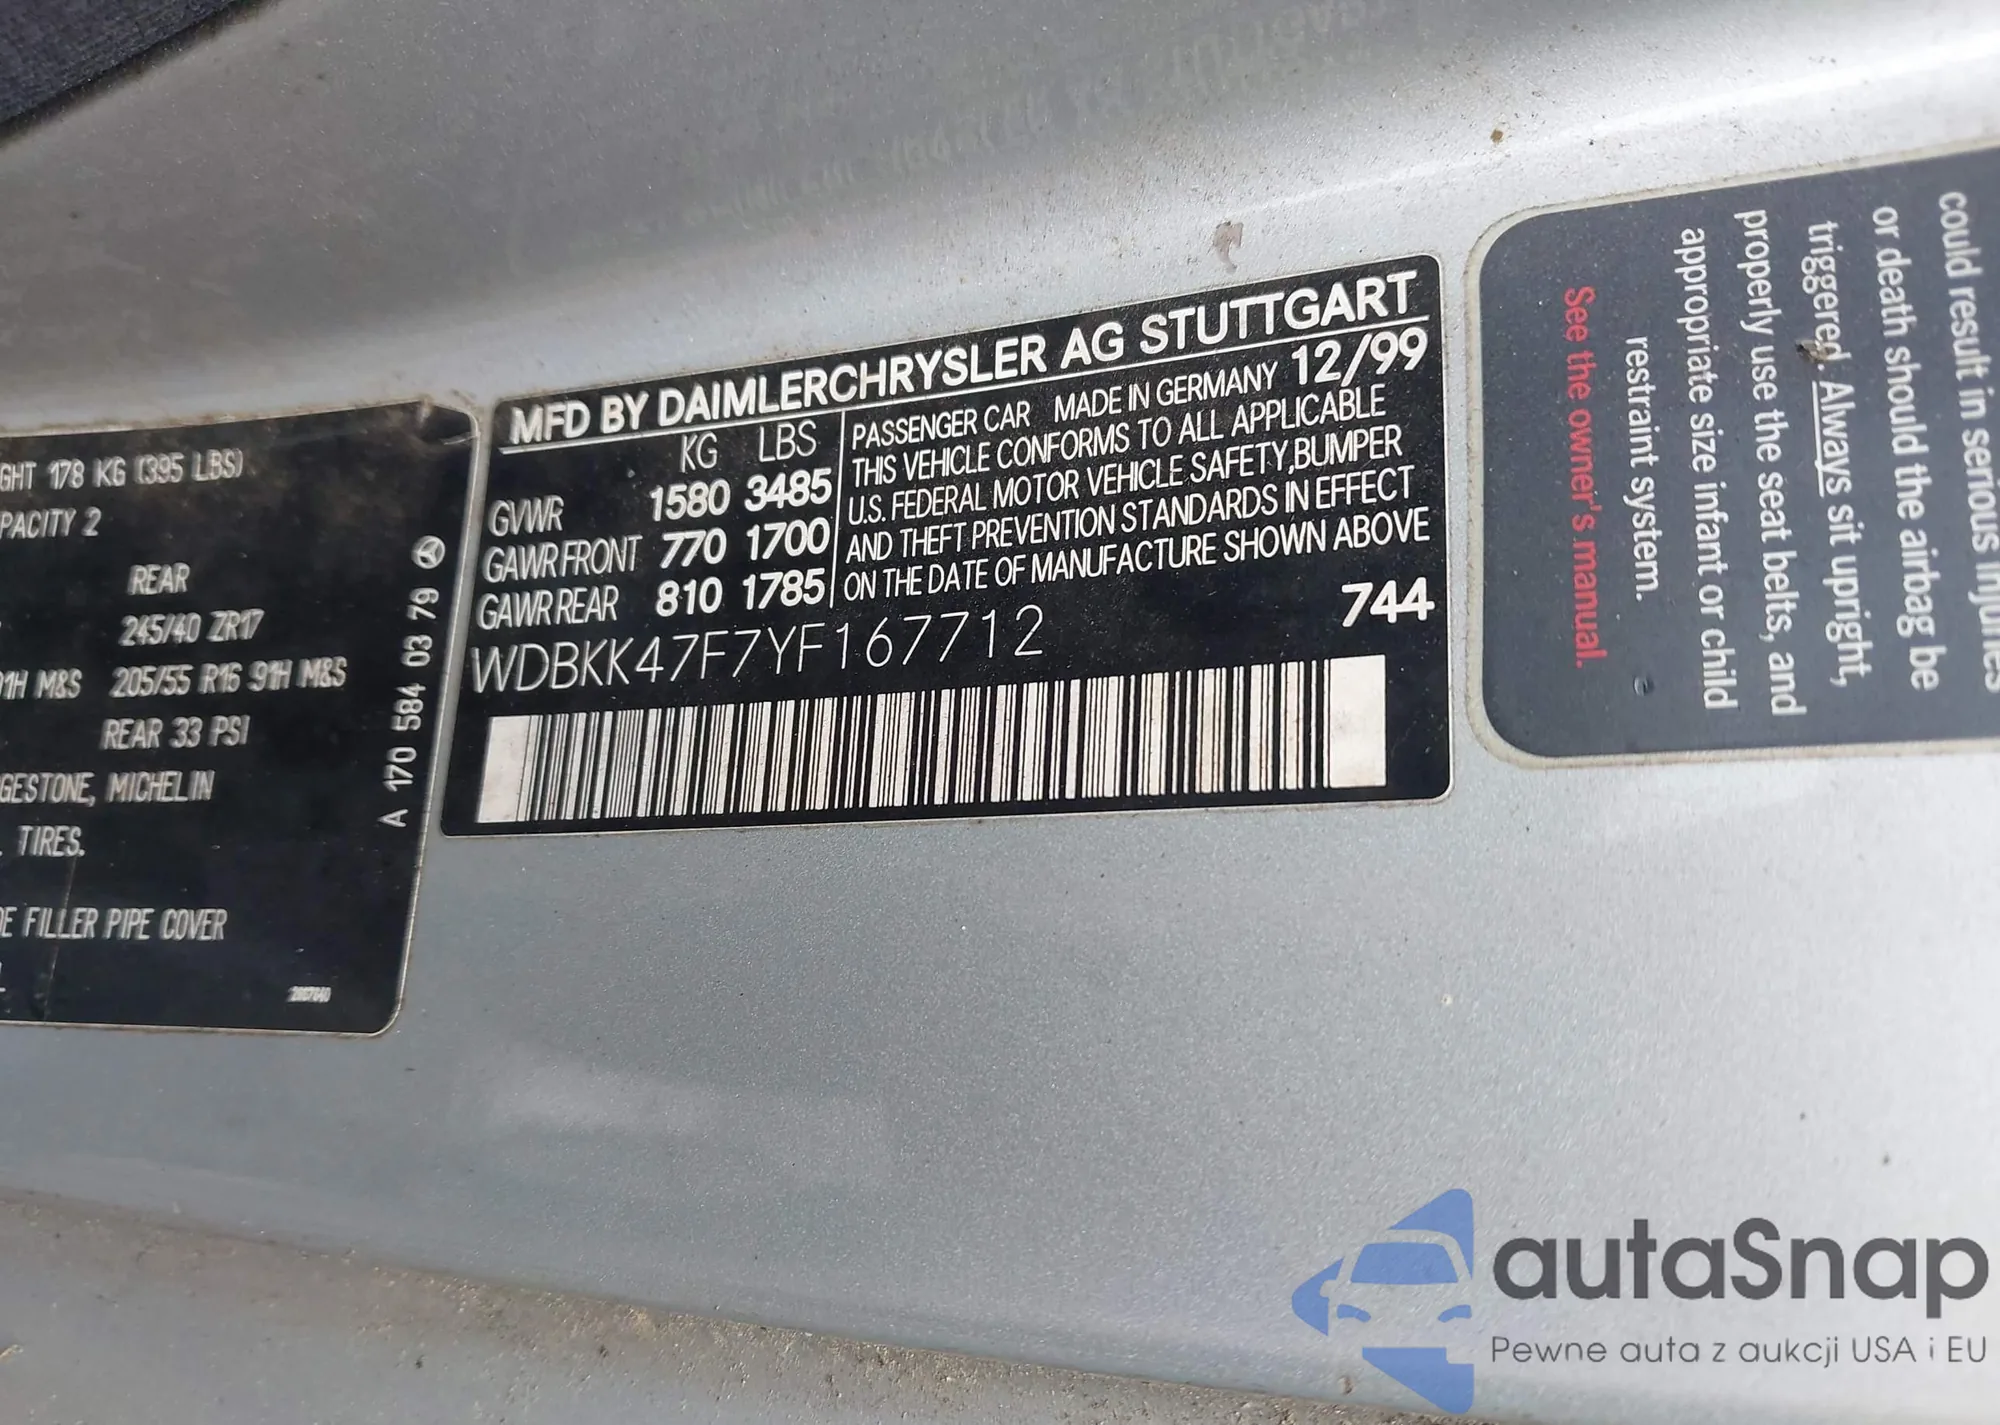 GHT 178 KG (395 LBS)
PACITY 2
REAR
245/40 ZR17
91H M&S 205/55 R16 91H M&S
REAR 33 PSI
GESTONE, MICHELIN
TIRES.
FILLER PIPE COVER
A 170 584 03 79
MFD BY DAIMLERCHRYSLER AG STUTTGART
KG LBS
GVWR 1580 3485
GAWR FRONT 770 1700
GAWR REAR 810 1785
PASSENGER CAR MADE IN GERMANY 12/99
THIS VEHICLE CONFORMS TO ALL APPLICABLE
U.S. FEDERAL MOTOR VEHICLE SAFETY,BUMPER
AND THEFT PREVENTION STANDARDS IN EFFECT
ON THE DATE OF MANUFACTURE SHOWN ABOVE
WDBKK47F7YF167712
744
could result in serious injuries
or death should the airbag be
triggered. Always sit upright,
properly use the seat belts, and
appropriate size infant or child
restraint system.
See the owner's manual.
autaSnap
Pewne auta z aukcji USA i EU